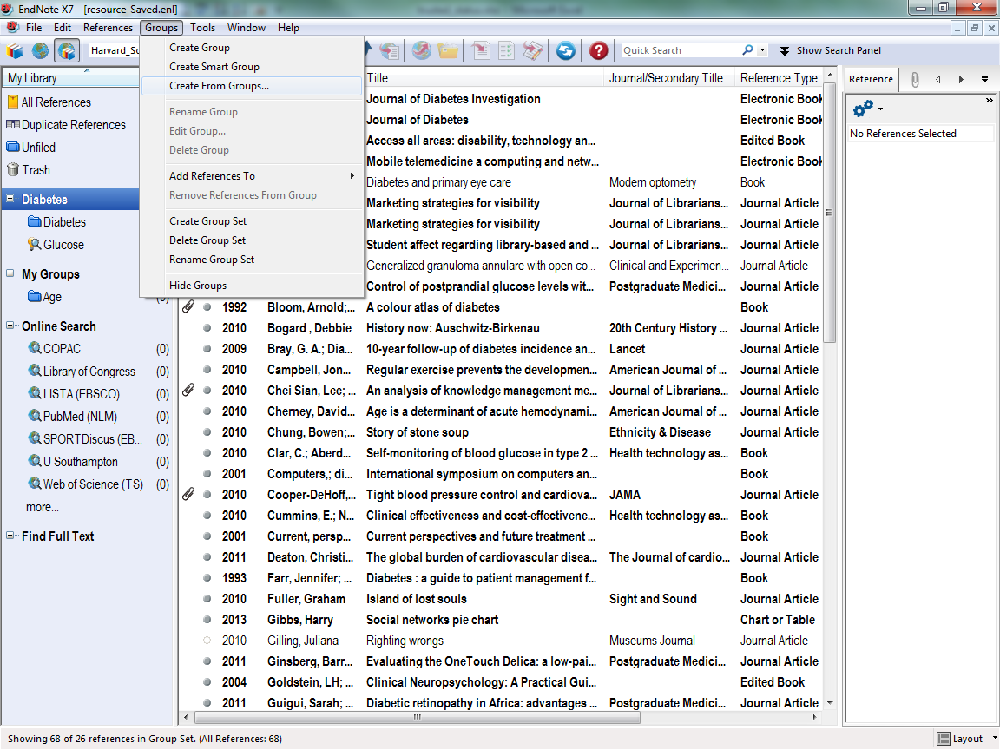 EndNote X7 - [resource-Saved.enl]
File Edit References Groups Tools Window Help
Harvard_So
Quick Search
Show Search Panel
Create Group
Create Smart Group
Create From Groups...
Rename Group
Edit Group...
Delete Group
Add References To
Remove References From Group
Create Group Set
Delete Group Set
Rename Group Set
Hide Groups
My Library
All References
Duplicate References
Unfiled
Trash
Diabetes
Diabetes
Glucose
My Groups
Age
Online Search
COPAC (0)
Library of Congress (0)
LISTA (EBSCO) (0)
PubMed (NLM) (0)
SPORTDiscus (EB... (0)
U Southampton (0)
Web of Science (TS) (0)
more...
Find Full Text
Title Journal/Secondary Title Reference Type
Journal of Diabetes Investigation Electronic Book
Journal of Diabetes Electronic Book
Access all areas: disability, technology an... Edited Book
Mobile telemedicine a computing and netw... Electronic Book
Diabetes and primary eye care Modern optometry Book
Marketing strategies for visibility Journal of Librarians... Journal Article
Marketing strategies for visibility Journal of Librarians... Journal Article
Student affect regarding library-based and ... Journal of Librarians... Journal Article
Generalized granuloma annulare with open co... Clinical and Experimen... Journal Article
Control of postprandial glucose levels wit... Postgraduate Medici... Journal Article
1992 Bloom, Arnold;... A colour atlas of diabetes Book
2010 Bogard , Debbie History now: Auschwitz-Birkenau 20th Century History ... Journal Article
2009 Bray, G. A.; Dia... 10-year follow-up of diabetes incidence an... Lancet Journal Article
2010 Campbell, Jon... Regular exercise prevents the developmen... American Journal of ... Journal Article
2010 Chei Sian, Lee; ... An analysis of knowledge management me... Journal of Librarians... Journal Article
2010 Cherney, David... Age is a determinant of acute hemodynami... American Journal of ... Journal Article
2010 Chung, Bowen;... Story of stone soup Ethnicity & Disease Journal Article
2010 Clar, C.; Aberd... Self-monitoring of blood glucose in type 2 ... Health technology as... Book
2001 Computers,; di... International symposium on computers an... Book
2010 Cooper-DeHoff,... Tight blood pressure control and cardiova... JAMA Journal Article
2010 Cummins, E.; N... Clinical effectiveness and cost-effectivene... Health technology as... Book
2001 Current, persp... Current perspectives and future treatment ... Book
2011 Deaton, Christi... The global burden of cardiovascular disea... The Journal of cardio... Journal Article
1993 Farr, Jennifer; ... Diabetes : a guide to patient management f... Book
2010 Fuller, Graham Island of lost souls Sight and Sound Journal Article
2013 Gibbs, Harry Social networks pie chart Chart or Table
2010 Gilling, Juliana Righting wrongs Museums Journal Journal Article
2011 Ginsberg, Barr... Evaluating the OneTouch Delica: a low-pai... Postgraduate Medici... Journal Article
2004 Goldstein, LH; ... Clinical Neuropsychology: A Practical Gui... Edited Book
2011 Guigui, Sarah; ... Diabetic retinopathy in Africa: advantages ... Postgraduate Medici... Journal Article
Reference
No References Selected
Showing 68 of 26 references in Group Set. (All References: 68)
Layout